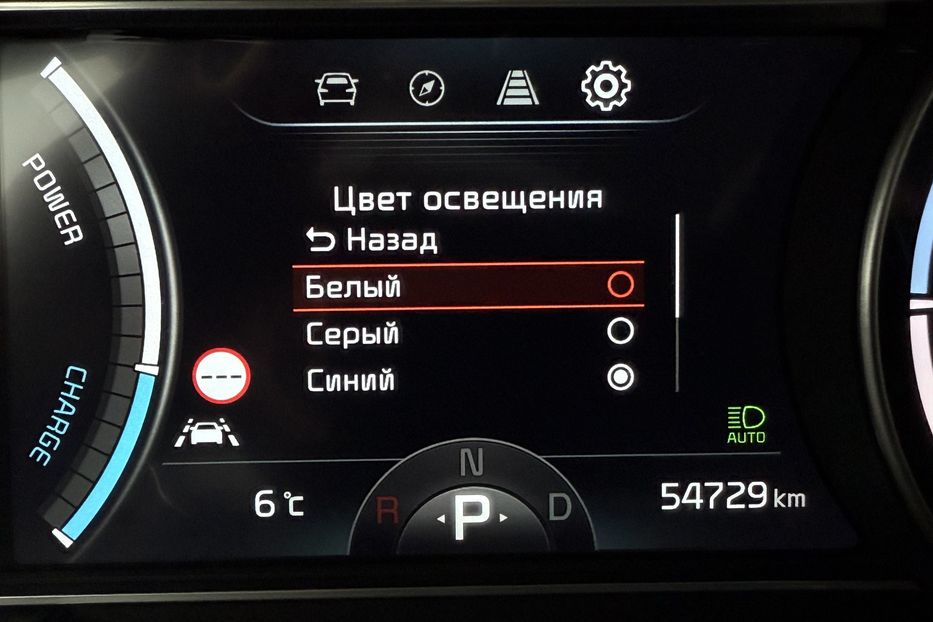 POWER
CHARGE
Цвет освещения
Назад
Белый
Серый
Синий
---
AUTO
6 °C
R N D
P
54729 km